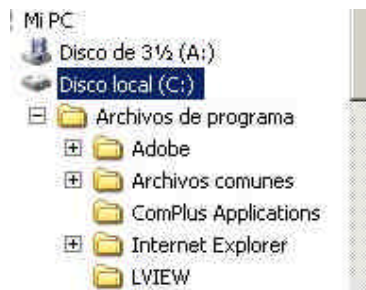 Mi PC
Disco de 3½ (A:)
Disco local (C:)
Archivos de programa
Adobe
Archivos comunes
ComPlus Applications
Internet Explorer
LVIEW